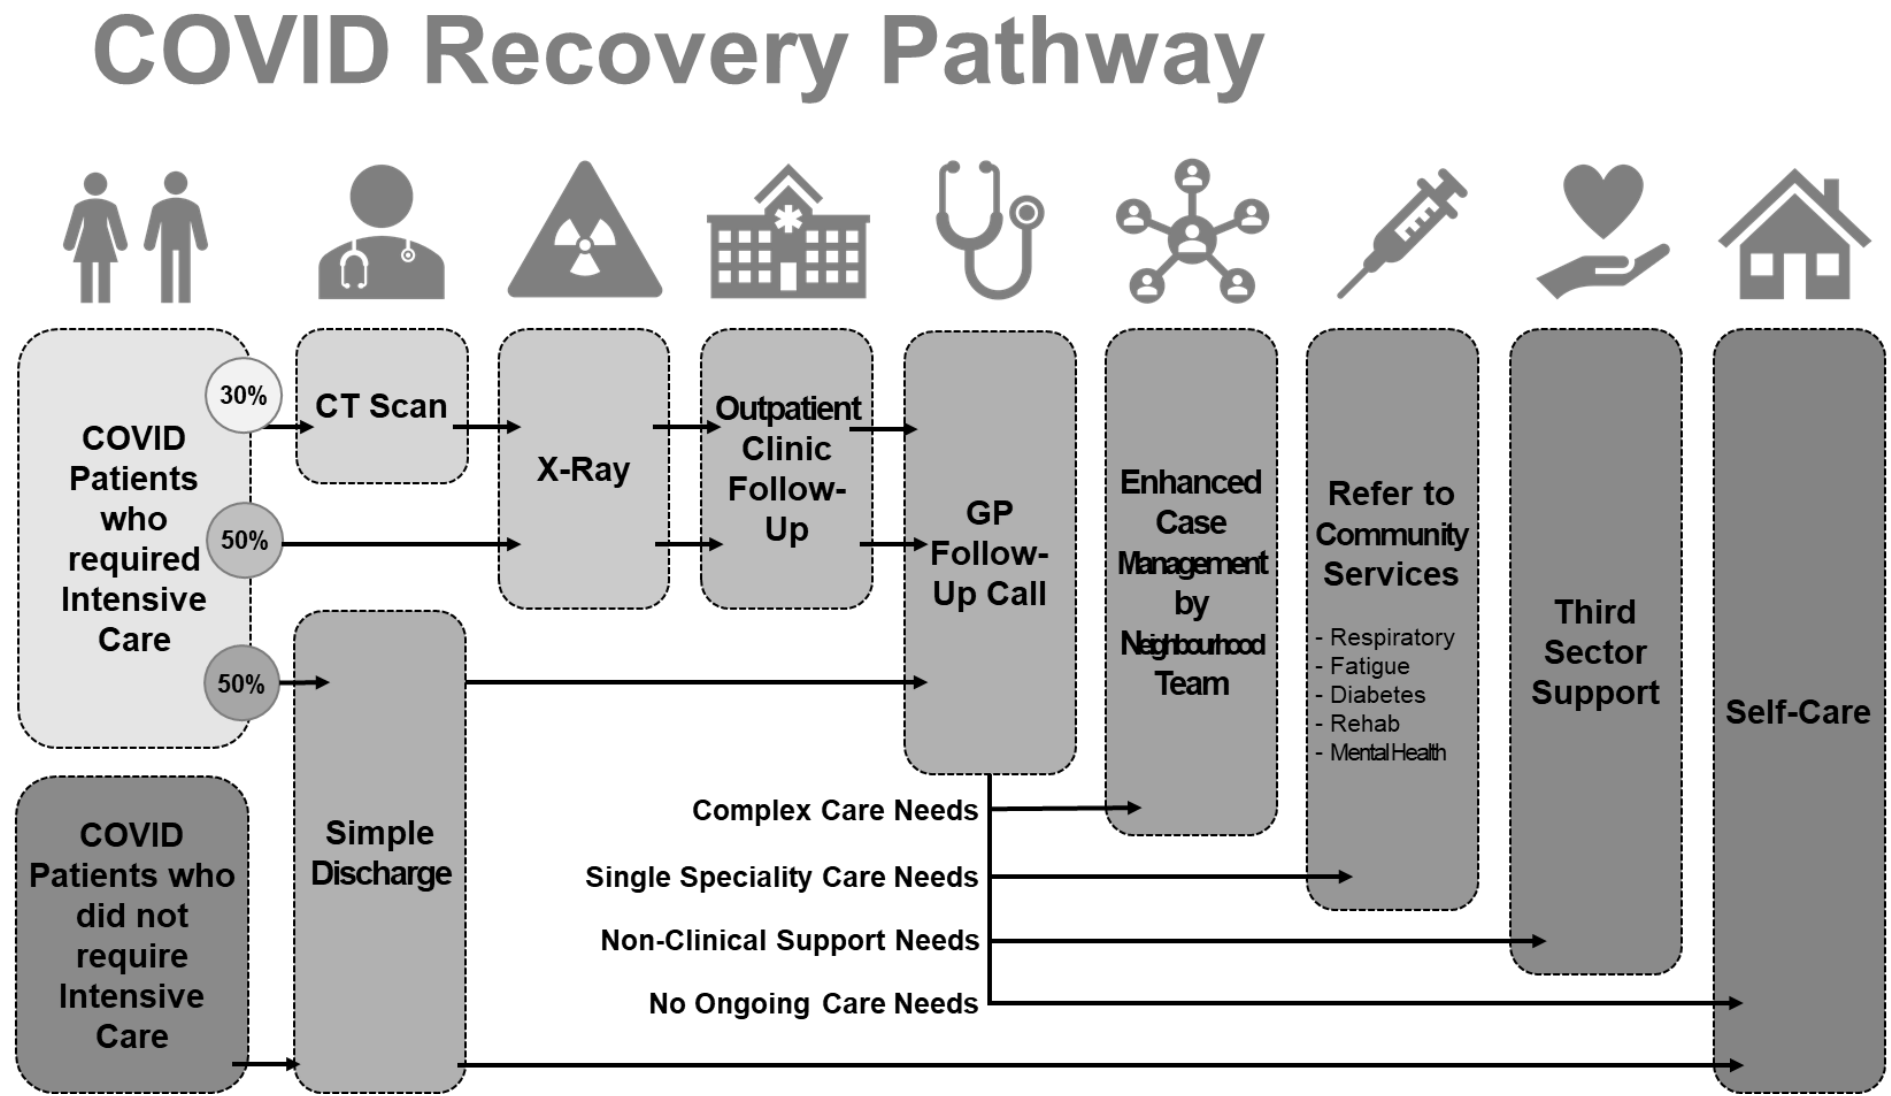 COVID Recovery Pathway
30%
COVID
Patients
who
required
Intensive
Care
50%
50%
CT Scan
X-Ray
Outpatient
Clinic
Follow-
Up
GP
Follow-
Up Call
Enhanced
Case
Management
by
Neighbourhood
Team
Refer to
Community
Services
- Respiratory
- Fatigue
- Diabetes
- Rehab
- Mental Health
Third
Sector
Support
Self-Care
COVID
Patients who
did not
require
Intensive
Care
Simple
Discharge
Complex Care Needs
Single Speciality Care Needs
Non-Clinical Support Needs
No Ongoing Care Needs